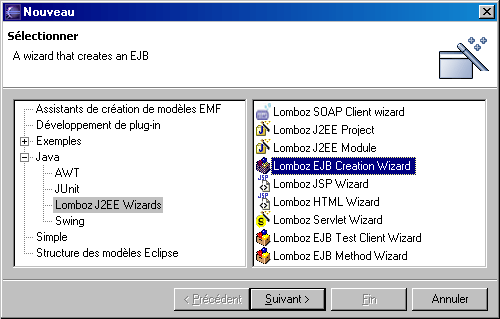 Nouveau
Sélectionner
A wizard that creates an EJB
Assistants de création de modèles EMF
Développement de plug-in
Exemples
Java
AWT
JUnit
Lomboz J2EE Wizards
Swing
Simple
Structure des modèles Eclipse
Lomboz SOAP Client wizard
Lomboz J2EE Project
Lomboz J2EE Module
Lomboz EJB Creation Wizard
Lomboz JSP Wizard
Lomboz HTML Wizard
Lomboz Servlet Wizard
Lomboz EJB Test Client Wizard
Lomboz EJB Method Wizard
< Précédent Suivant > Fin Annuler